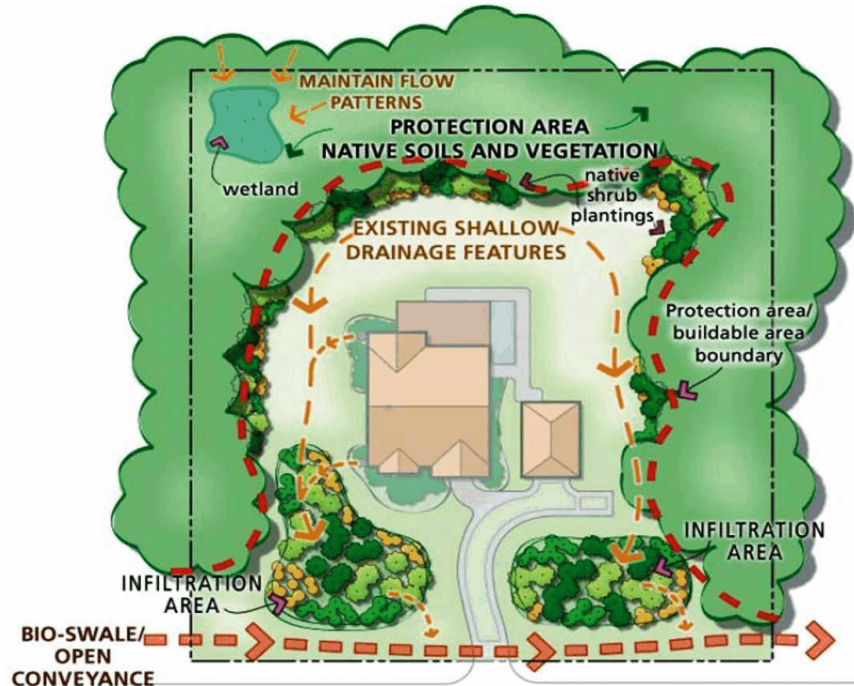 MAINTAIN FLOW
PATTERNS
PROTECTION AREA
NATIVE SOILS AND VEGETATION
wetland
native
shrub
plantings
EXISTING SHALLOW
DRAINAGE FEATURES
Protection area/
buildable area
boundary
INFILTRATION
AREA
INFILTRATION
AREA
BIO-SWALE/
OPEN
CONVEYANCE